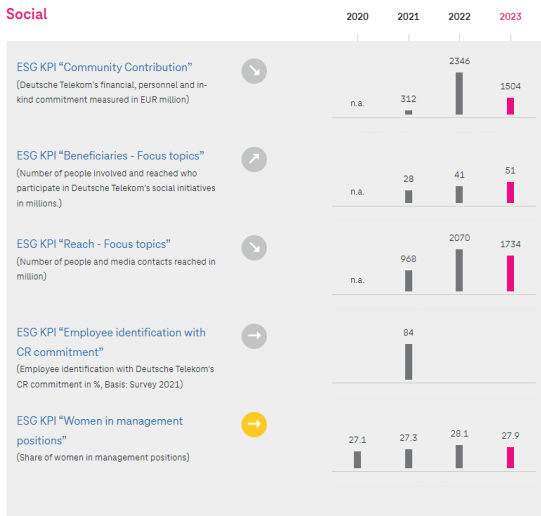 Social
2020 2021 2022 2023
ESG KPI “Community Contribution”
(Deutsche Telekom's financial, personnel and in-
kind commitment measured in EUR million)
n.a. 312 2346 1504
ESG KPI “Beneficiaries - Focus topics”
(Number of people involved and reached who
participate in Deutsche Telekom's social initiatives
in millions.)
n.a. 28 41 51
ESG KPI “Reach - Focus topics”
(Number of people and media contacts reached in
million)
n.a. 968 2070 1734
ESG KPI “Employee identification with
CR commitment”
(Employee identification with Deutsche Telekom's
CR commitment in %, Basis: Survey 2021)
84
ESG KPI “Women in management
positions”
(Share of women in management positions)
27.1 27.3 28.1 27.9